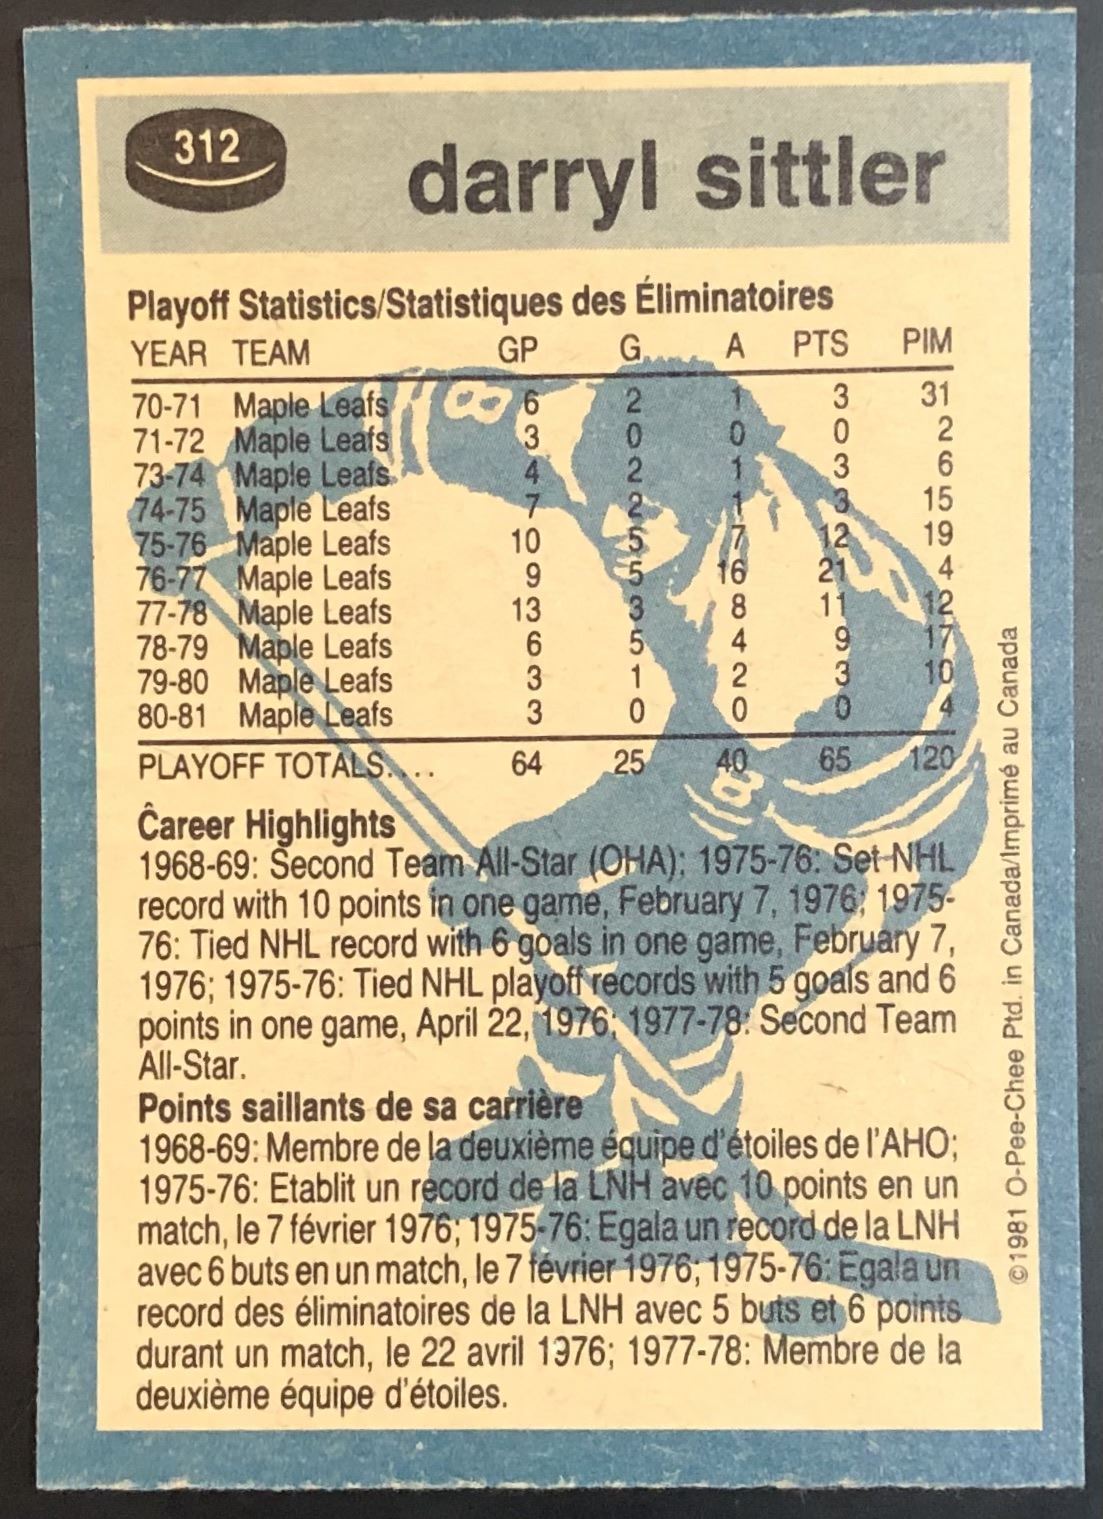 312
darryl sittler
Playoff Statistics/Statistiques des Éliminatoires
YEAR TEAM GP G A PTS PIM
70-71 Maple Leafs 6 2 1 3 31
71-72 Maple Leafs 3 0 0 0 2
73-74 Maple Leafs 4 2 1 3 6
74-75 Maple Leafs 7 2 1 3 15
75-76 Maple Leafs 10 5 7 12 19
76-77 Maple Leafs 9 5 16 21 4
77-78 Maple Leafs 13 3 8 11 12
78-79 Maple Leafs 6 5 4 9 17
79-80 Maple Leafs 3 1 2 3 10
80-81 Maple Leafs 3 0 0 0 4
PLAYOFF TOTALS.... 64 25 40 65 120
Career Highlights
1968-69: Second Team All-Star (OHA); 1975-76: Set NHL
record with 10 points in one game, February 7, 1976; 1975-
76: Tied NHL record with 6 goals in one game, February 7,
1976; 1975-76: Tied NHL playoff records with 5 goals and 6
points in one game, April 22, 1976; 1977-78: Second Team
All-Star.
Points saillants de sa carrière
1968-69: Membre de la deuxième équipe d'étoiles de l'AHO;
1975-76: Etablit un record de la LNH avec 10 points en un
match, le 7 février 1976; 1975-76: Egala un record de la LNH
avec 6 buts en un match, le 7 février 1976; 1975-76: Egala un
record des éliminatoires de la LNH avec 5 buts et 6 points
durant un match, le 22 avril 1976; 1977-78: Membre de la
deuxième équipe d'étoiles.
©1981 O-Pee-Chee Ptd. in Canada/Imprimé au Canada
8
8